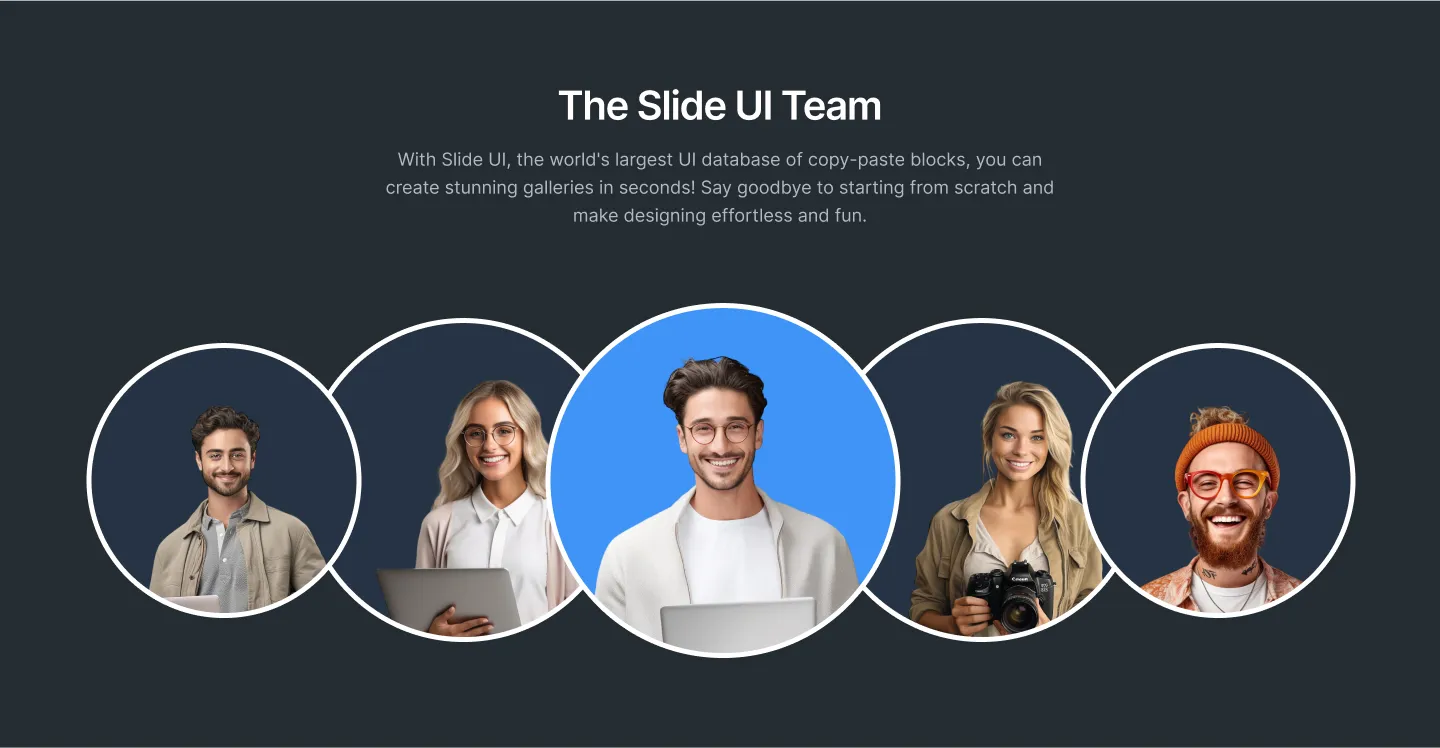 The Slide UI Team
With Slide UI, the world's largest UI database of copy-paste blocks, you can
create stunning galleries in seconds! Say goodbye to starting from scratch and
make designing effortless and fun.
Canon